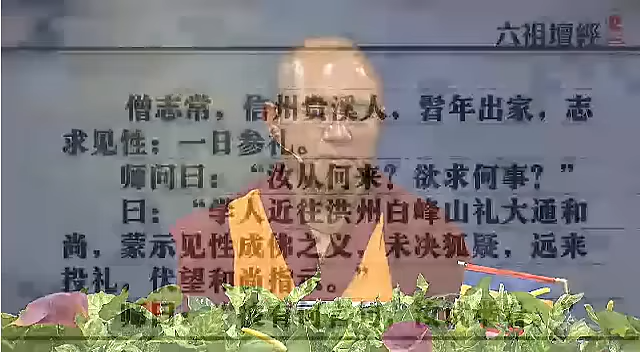 六祖壇經
僧志常，信州贵溪人，髫年出家，志
求见性；一日参礼。
师问曰：“汝从何来？欲求何事？”
曰：“学人近往洪州白峰山礼大通和
尚，蒙示见性成佛之义，未决狐疑，远来
投礼，伏望和尚指示。”